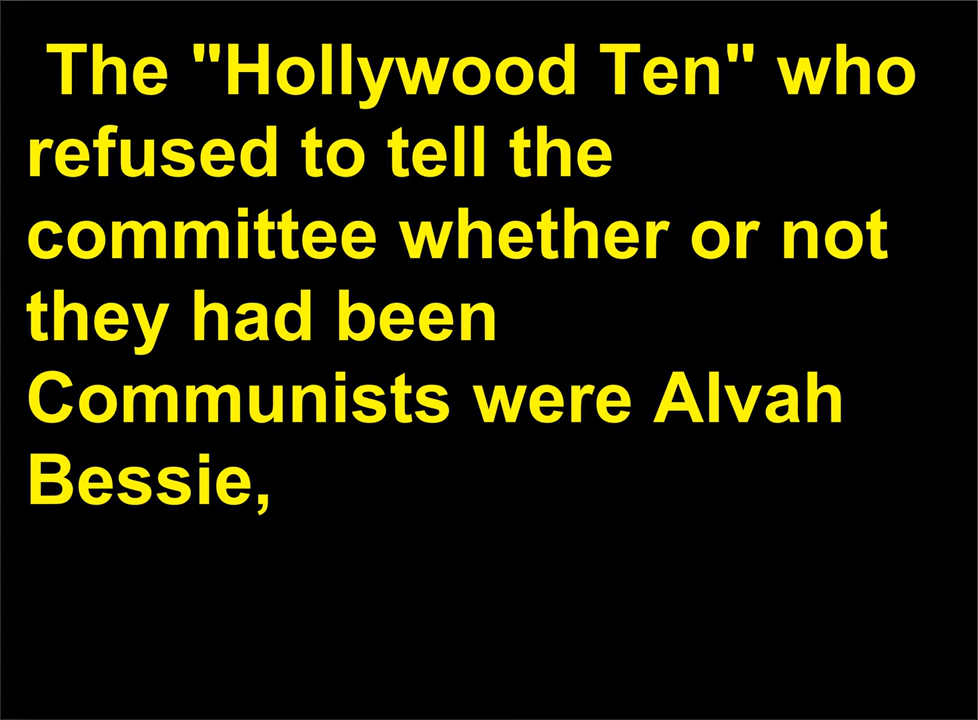 The "Hollywood Ten" who
refused to tell the
committee whether or not
they had been
Communists were Alvah
Bessie,